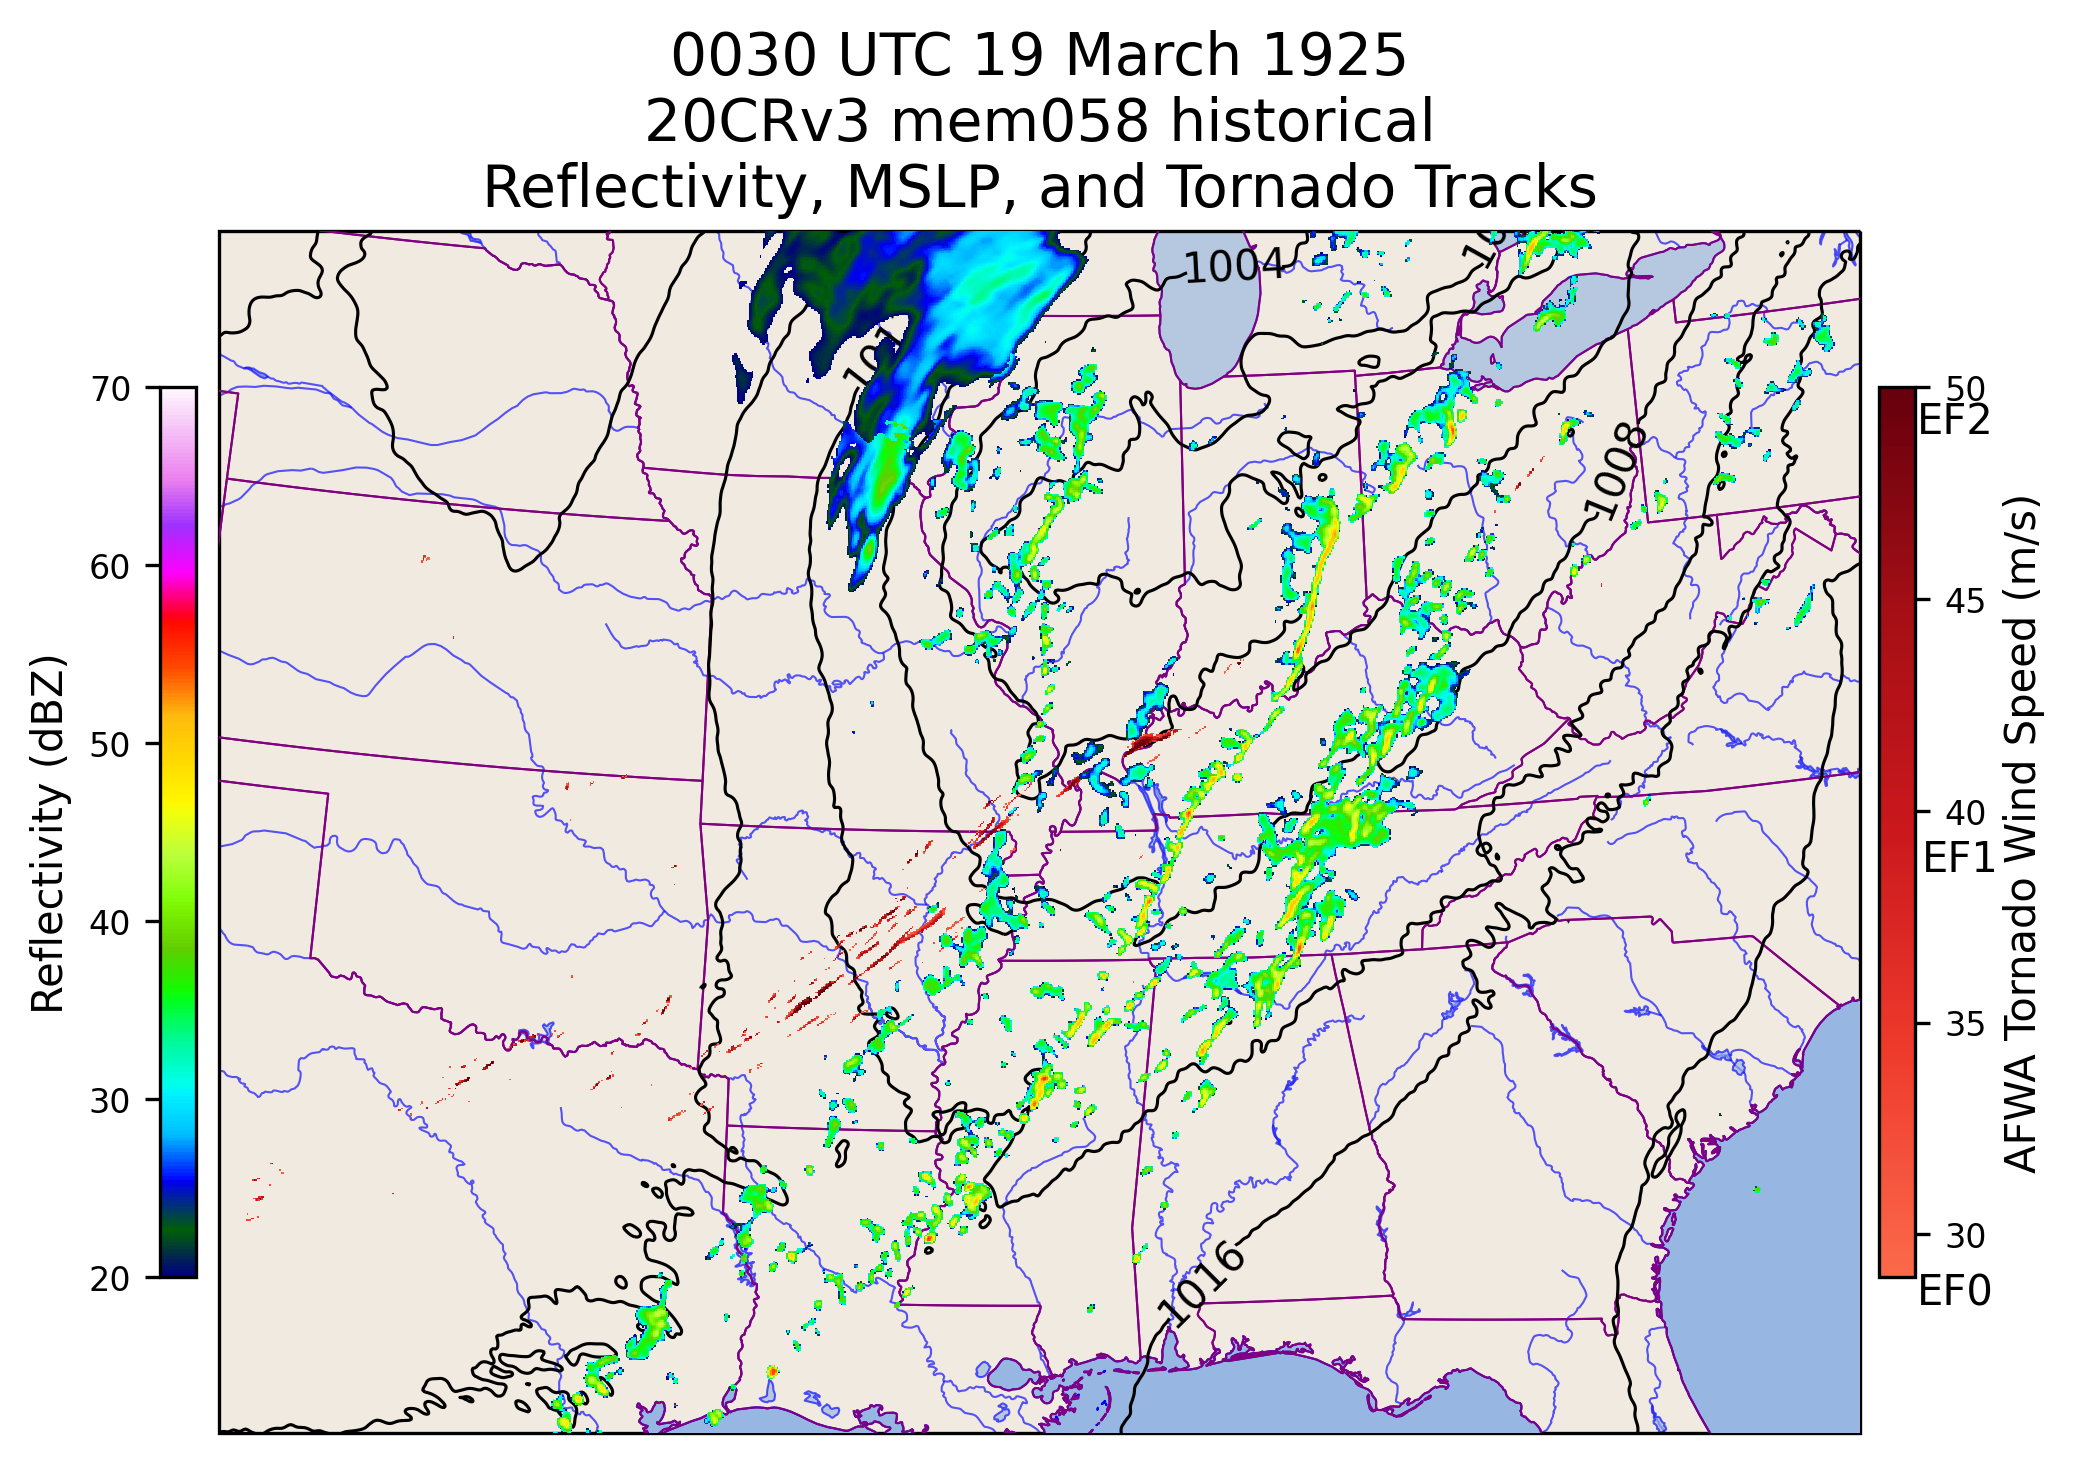 0030 UTC 19 March 1925
20CRv3 mem058 historical
Reflectivity, MSLP, and Tornado Tracks
Reflectivity (dBZ)
70
60
50
40
30
20
1004
1008
1016
50
EF2
45
40
EF1
35
30
EF0
AFWA Tornado Wind Speed (m/s)